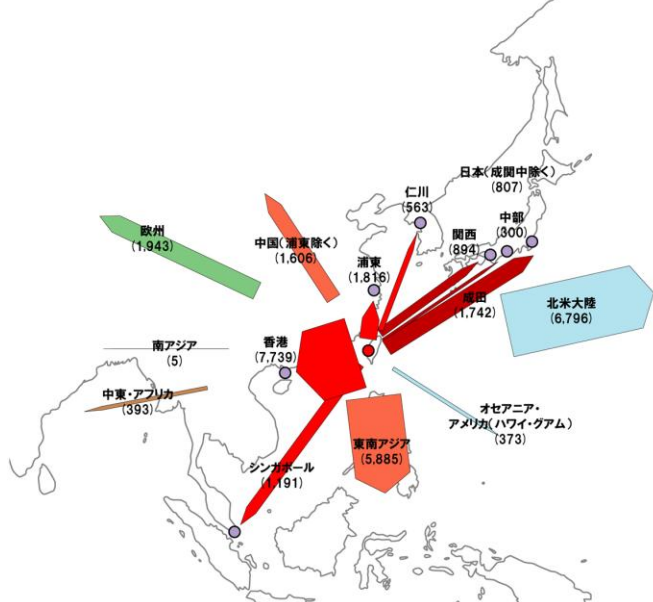 日本(成関中除く)
(807)
仁川
(563)
中部
(300)
関西
(894)
欧州
(1,943)
中国(浦東除く)
(1,606)
浦東
(1,816)
成田
(1,742)
北米大陸
(6,796)
南アジア
(5)
香港
(7,739)
中東・アフリカ
(393)
オセアニア・
アメリカ(ハワイ・グアム)
(373)
東南アジア
(5,885)
シンガポール
(1,191)